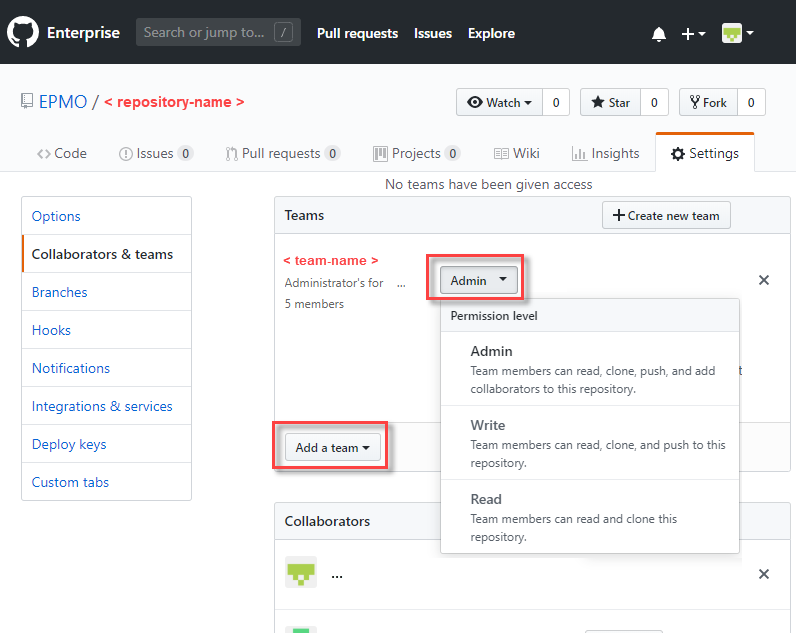 Enterprise
Search or jump to... /
Pull requests Issues Explore
EPMO / < repository-name >
Watch 0
Star 0
Fork 0
Code
Issues 0
Pull requests 0
Projects 0
Wiki
Insights
Settings
No teams have been given access
Options
Collaborators & teams
Branches
Hooks
Notifications
Integrations & services
Deploy keys
Custom tabs
Teams
Create new team
< team-name >
Administrator's for ...
5 members
Admin
Permission level
Admin
Team members can read, clone, push, and add
collaborators to this repository.
Write
Team members can read, clone, and push to this
repository.
Read
Team members can read and clone this
repository.
Add a team
Collaborators
...